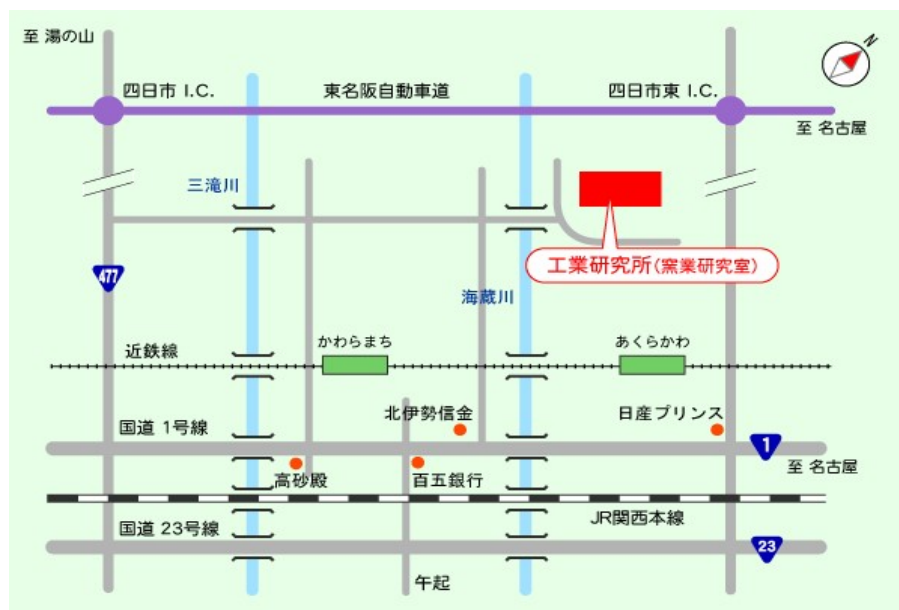 至 湯の山
N
四日市 I.C.
東名阪自動車道
四日市東 I.C.
至 名古屋
三滝川
工業研究所(窯業研究室)
477
海蔵川
近鉄線
かわらまち
あくらかわ
北伊勢信金
日産プリンス
国道 1号線
1
至 名古屋
高砂殿
百五銀行
JR関西本線
国道 23号線
23
午起